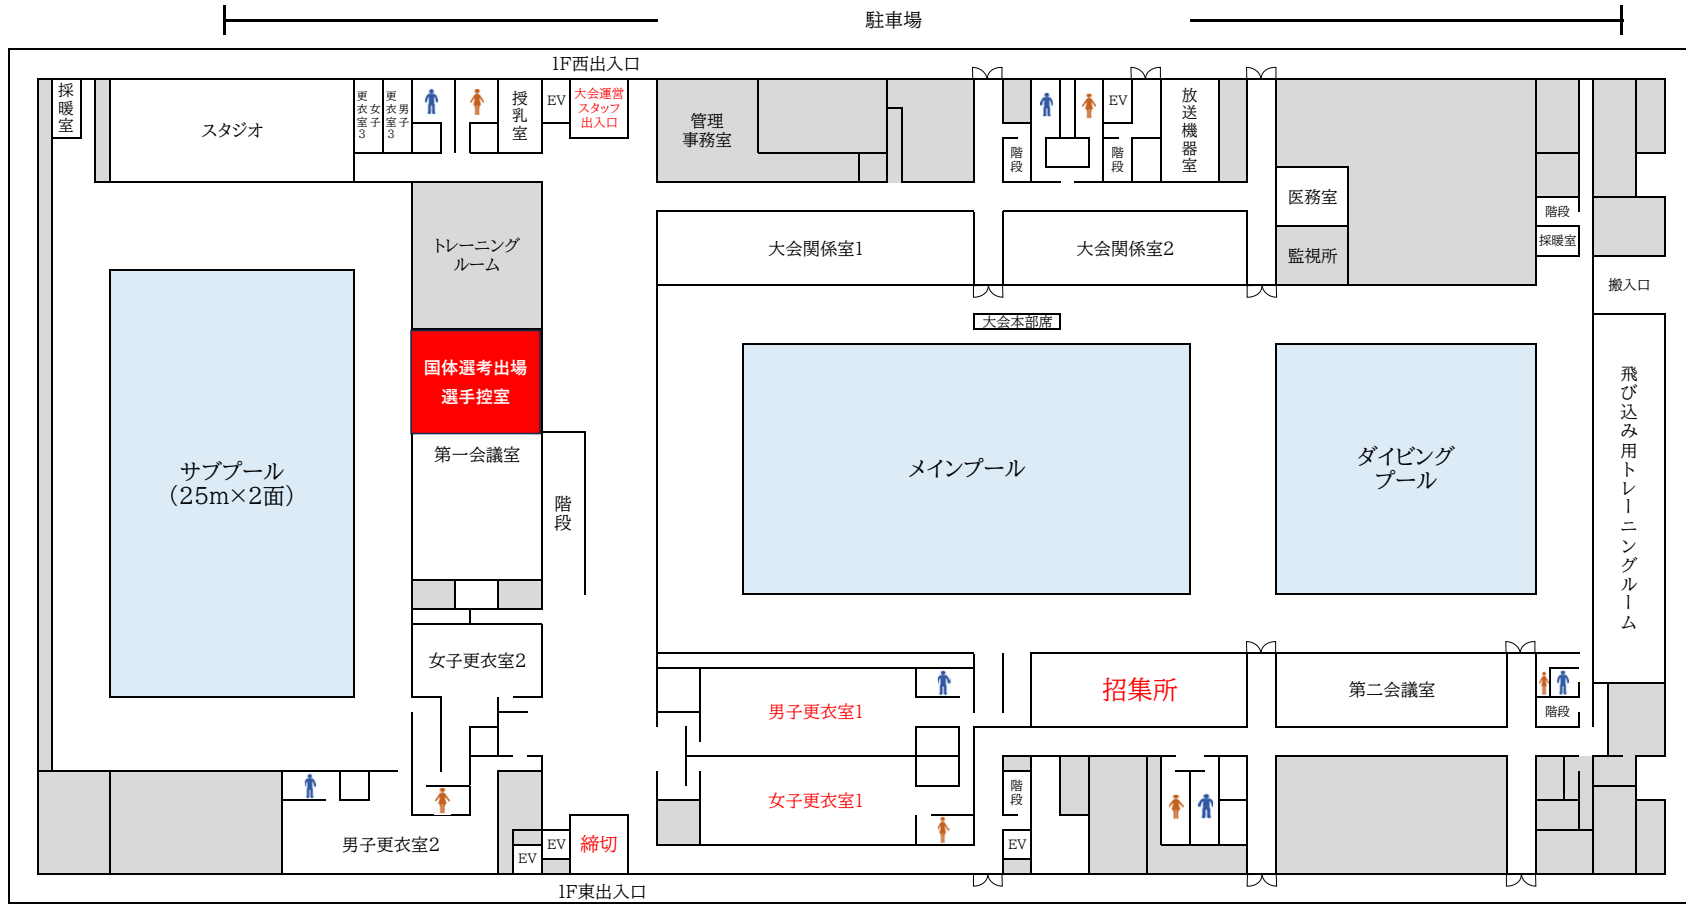 駐車場
1F西出入口
採暖室
スタジオ
女子
更衣室3
男子
更衣室3
授乳室
EV
大会運営
スタッフ
出入口
管理
事務室
階段
EV
階段
放送機器室
医務室
監視所
階段
採暖室
搬入口
トレーニング
ルーム
大会関係室1
大会関係室2
大会本部席
国体選考出場
選手控室
第一会議室
階段
サブプール
（25m×2面）
メインプール
ダイビング
プール
飛び込み用トレーニングルーム
女子更衣室2
男子更衣室1
招集所
第二会議室
階段
女子更衣室1
階段
男子更衣室2
EV
EV
締切
EV
1F東出入口